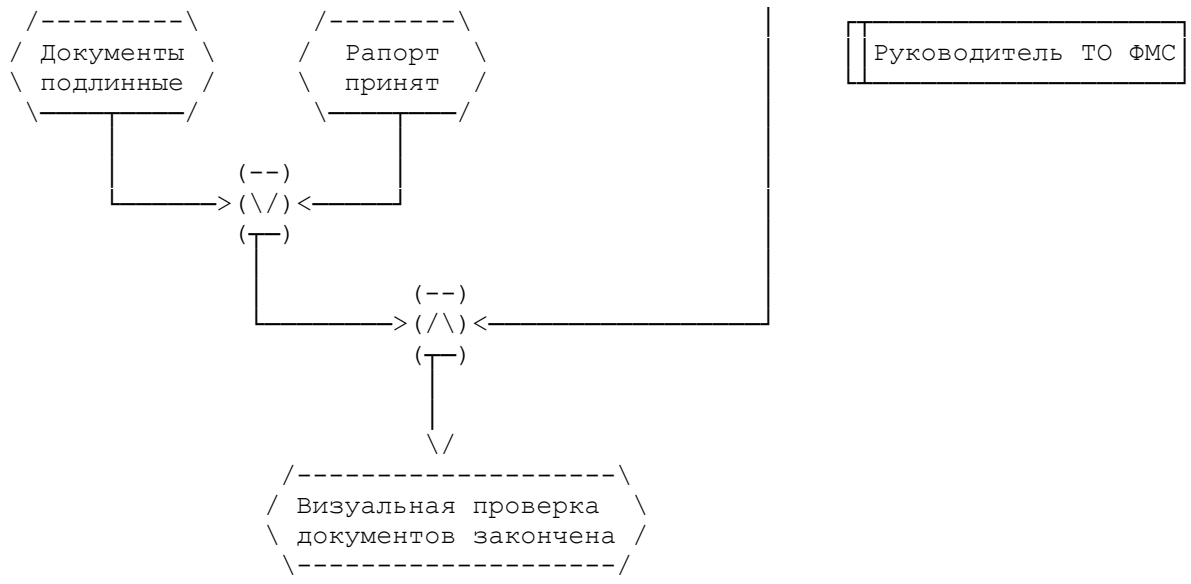 Документы
подлинные
Рапорт
принят
Руководитель ТО ФМС
Визуальная проверка
документов закончена